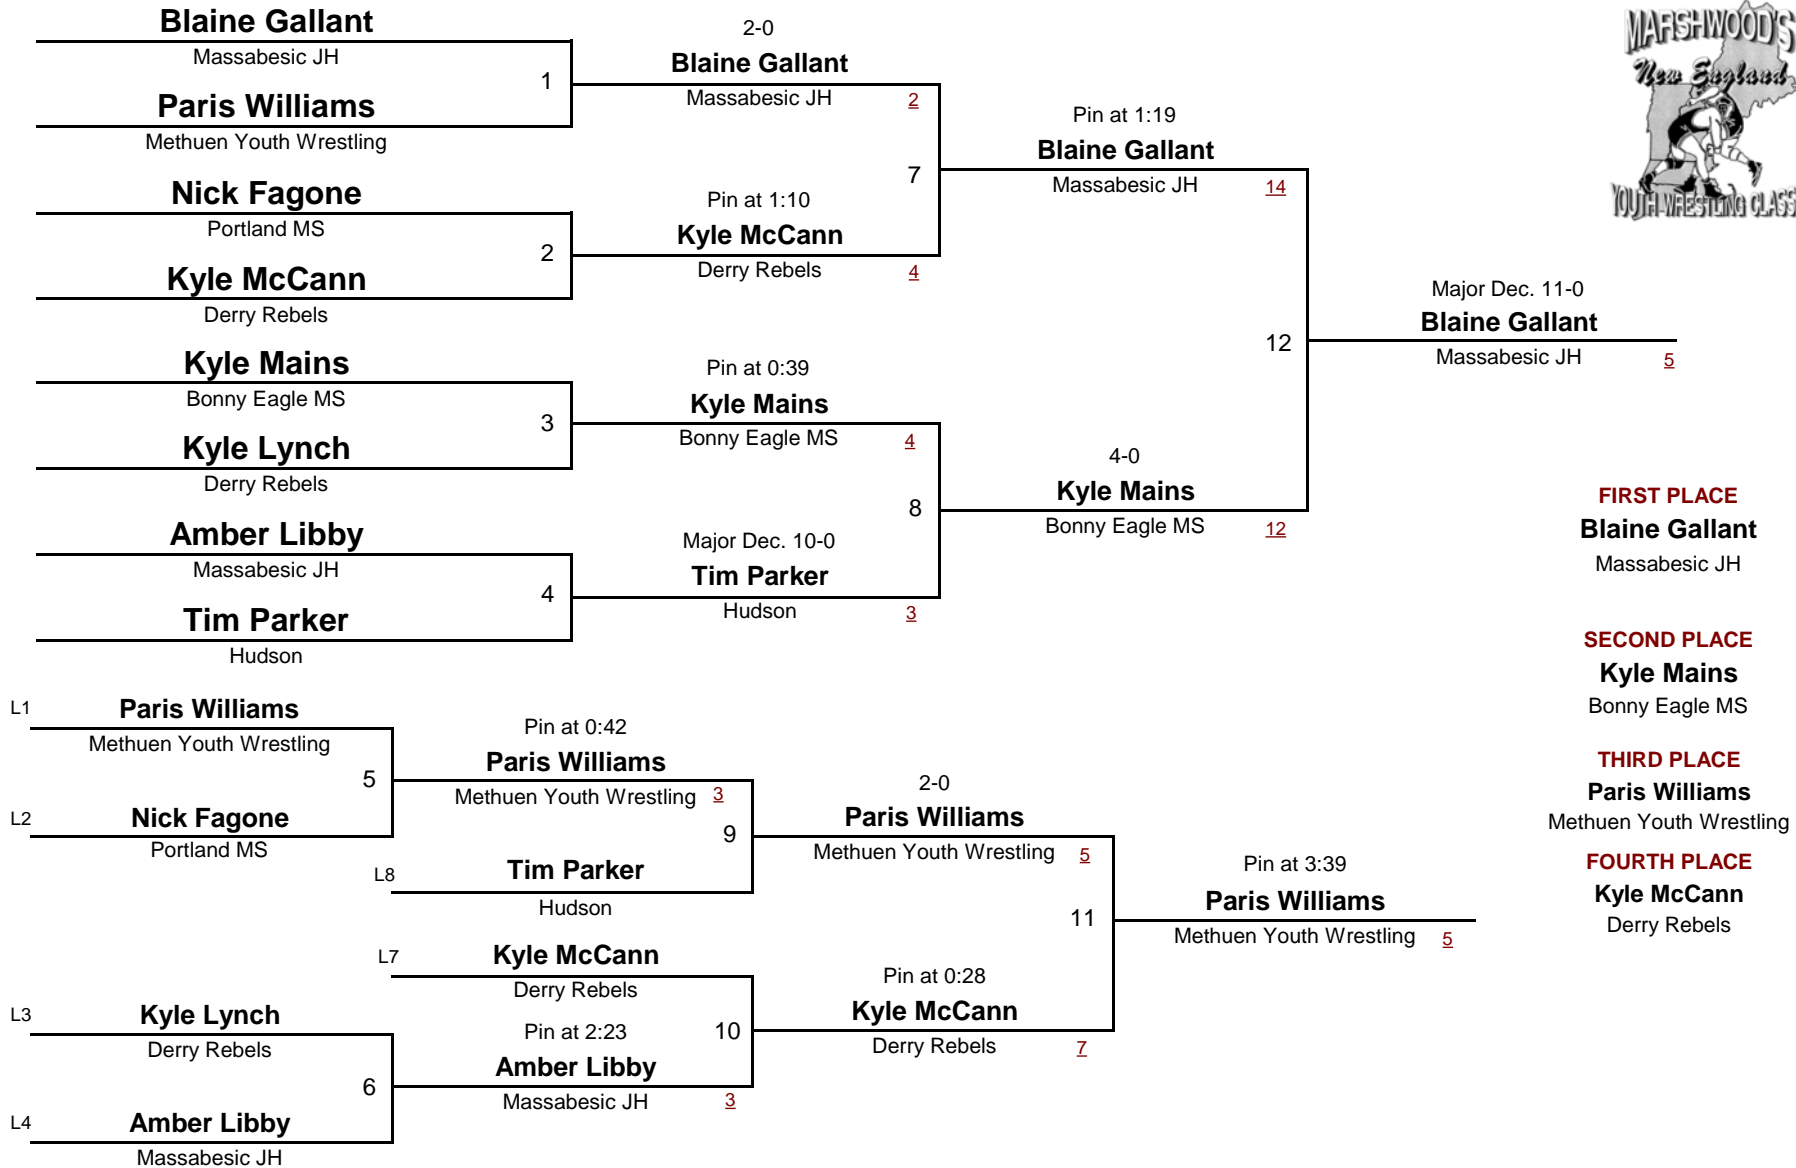 Blaine Gallant
Massabesic JH
1
Paris Williams
Methuen Youth Wrestling
Nick Fagone
Portland MS
2
Kyle McCann
Derry Rebels
Kyle Mains
Bonny Eagle MS
3
Kyle Lynch
Derry Rebels
Amber Libby
Massabesic JH
4
Tim Parker
Hudson
2-0
Blaine Gallant
Massabesic JH 2
7
Pin at 1:10
Kyle McCann
Derry Rebels 4
Pin at 0:39
Kyle Mains
Bonny Eagle MS 4
8
Major Dec. 10-0
Tim Parker
Hudson 3
Pin at 1:19
Blaine Gallant
Massabesic JH 14
12
4-0
Kyle Mains
Bonny Eagle MS 12
Major Dec. 11-0
Blaine Gallant
Massabesic JH 5
MARSHWOOD'S
New England
YOUTH WRESTLING CLASS
FIRST PLACE
Blaine Gallant
Massabesic JH
SECOND PLACE
Kyle Mains
Bonny Eagle MS
THIRD PLACE
Paris Williams
Methuen Youth Wrestling
FOURTH PLACE
Kyle McCann
Derry Rebels
L1 Paris Williams
Methuen Youth Wrestling
5
L2 Nick Fagone
Portland MS
Pin at 0:42
Paris Williams
Methuen Youth Wrestling 3
9
L8 Tim Parker
Hudson
L7 Kyle McCann
Derry Rebels
10
L3 Kyle Lynch
Derry Rebels
6
L4 Amber Libby
Massabesic JH
Pin at 2:23
Amber Libby
Massabesic JH 3
2-0
Paris Williams
Methuen Youth Wrestling 5
11
Pin at 0:28
Kyle McCann
Derry Rebels 7
Pin at 3:39
Paris Williams
Methuen Youth Wrestling 5